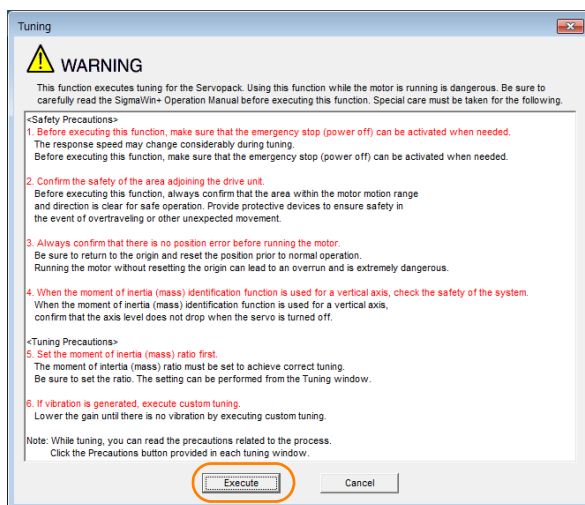 Tuning
WARNING
This function executes tuning for the Servopack. Using this function while the motor is running is dangerous. Be sure to
carefully read the SigmaWin+ Operation Manual before executing this function. Special care must be taken for the following.
<Safety Precautions>
1. Before executing this function, make sure that the emergency stop (power off) can be activated when needed.
The response speed may change considerably during tuning.
Before executing this function, make sure that the emergency stop (power off) can be activated when needed.
2. Confirm the safety of the area adjoining the drive unit.
Before executing this function, always confirm that the area within the motor motion range
and direction is clear for safe operation. Provide protective devices to ensure safety in
the event of overtraveling or other unexpected movement.
3. Always confirm that there is no position error before running the motor.
Be sure to return to the origin and reset the position prior to normal operation.
Running the motor without resetting the origin can lead to an overrun and is extremely dangerous.
4. When the moment of inertia (mass) identification function is used for a vertical axis, check the safety of the system.
When the moment of inertia (mass) identification function is used for a vertical axis,
confirm that the axis level does not drop when the servo is turned off.
<Tuning Precautions>
5. Set the moment of inertia (mass) ratio first.
The moment of intertia (mass) ratio must be set to achieve correct tuning.
Be sure to set the ratio. The setting can be performed from the Tuning window.
6. If vibration is generated, execute custom tuning.
Lower the gain until there is no vibration by executing custom tuning.
Note: While tuning, you can read the precautions related to the process.
Click the Precautions button provided in each tuning window.
Execute
Cancel